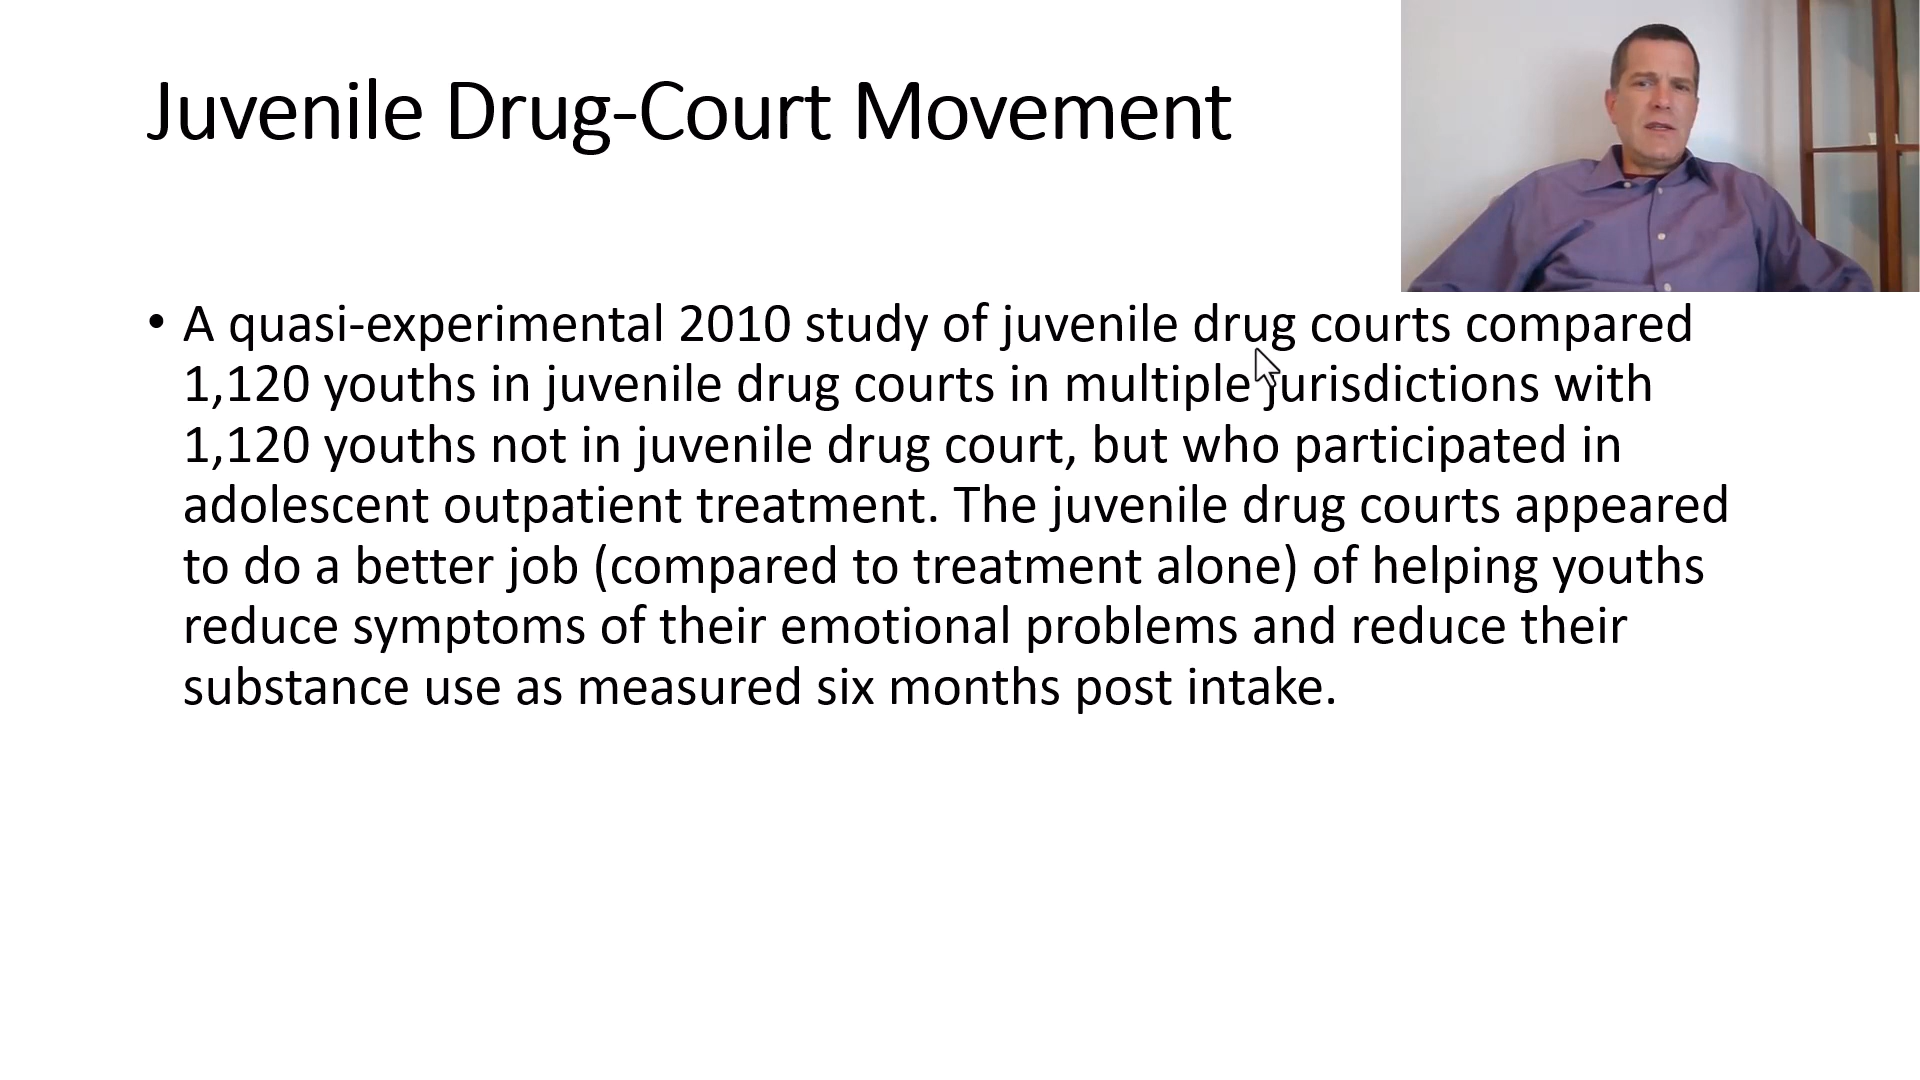 Juvenile Drug-Court Movement
• A quasi-experimental 2010 study of juvenile drug courts compared
1,120 youths in juvenile drug courts in multiple jurisdictions with
1,120 youths not in juvenile drug court, but who participated in
adolescent outpatient treatment. The juvenile drug courts appeared
to do a better job (compared to treatment alone) of helping youths
reduce symptoms of their emotional problems and reduce their
substance use as measured six months post intake.